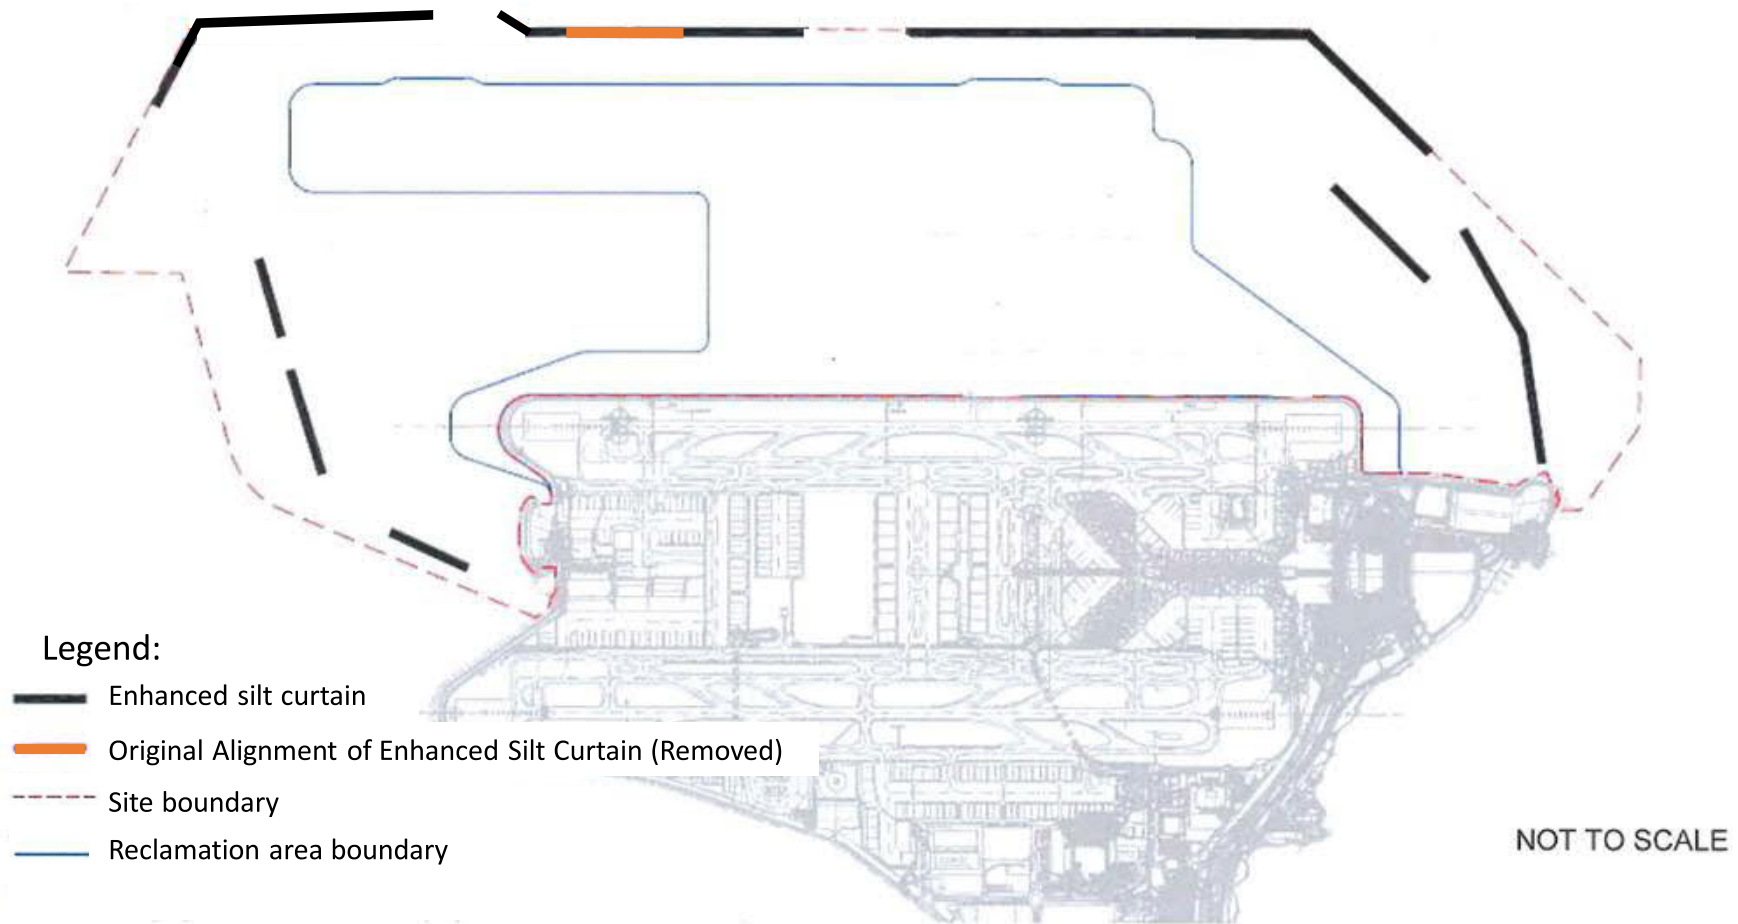 Legend:
Enhanced silt curtain
Original Alignment of Enhanced Silt Curtain (Removed)
Site boundary
Reclamation area boundary
NOT TO SCALE